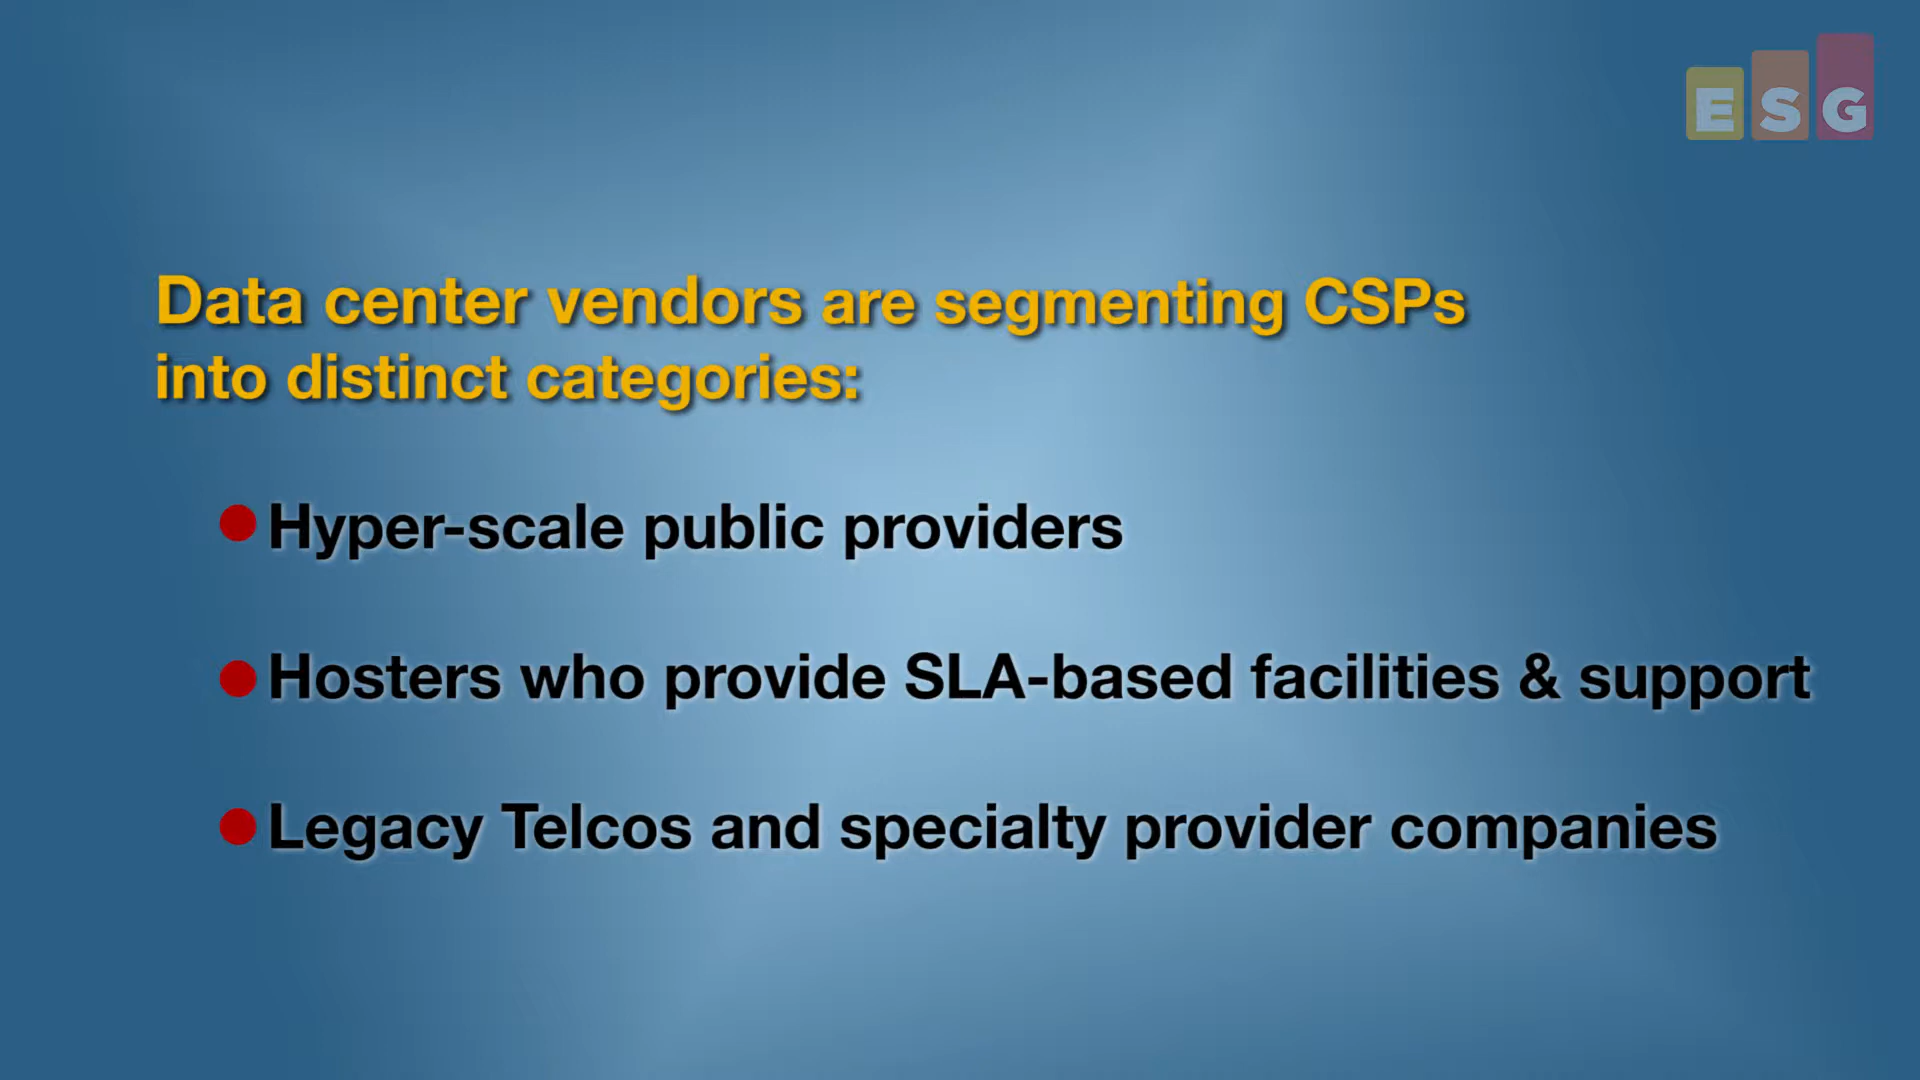 ESG
Data center vendors are segmenting CSPs
into distinct categories:
Hyper-scale public providers
Hosters who provide SLA-based facilities & support
Legacy Telcos and specialty provider companies